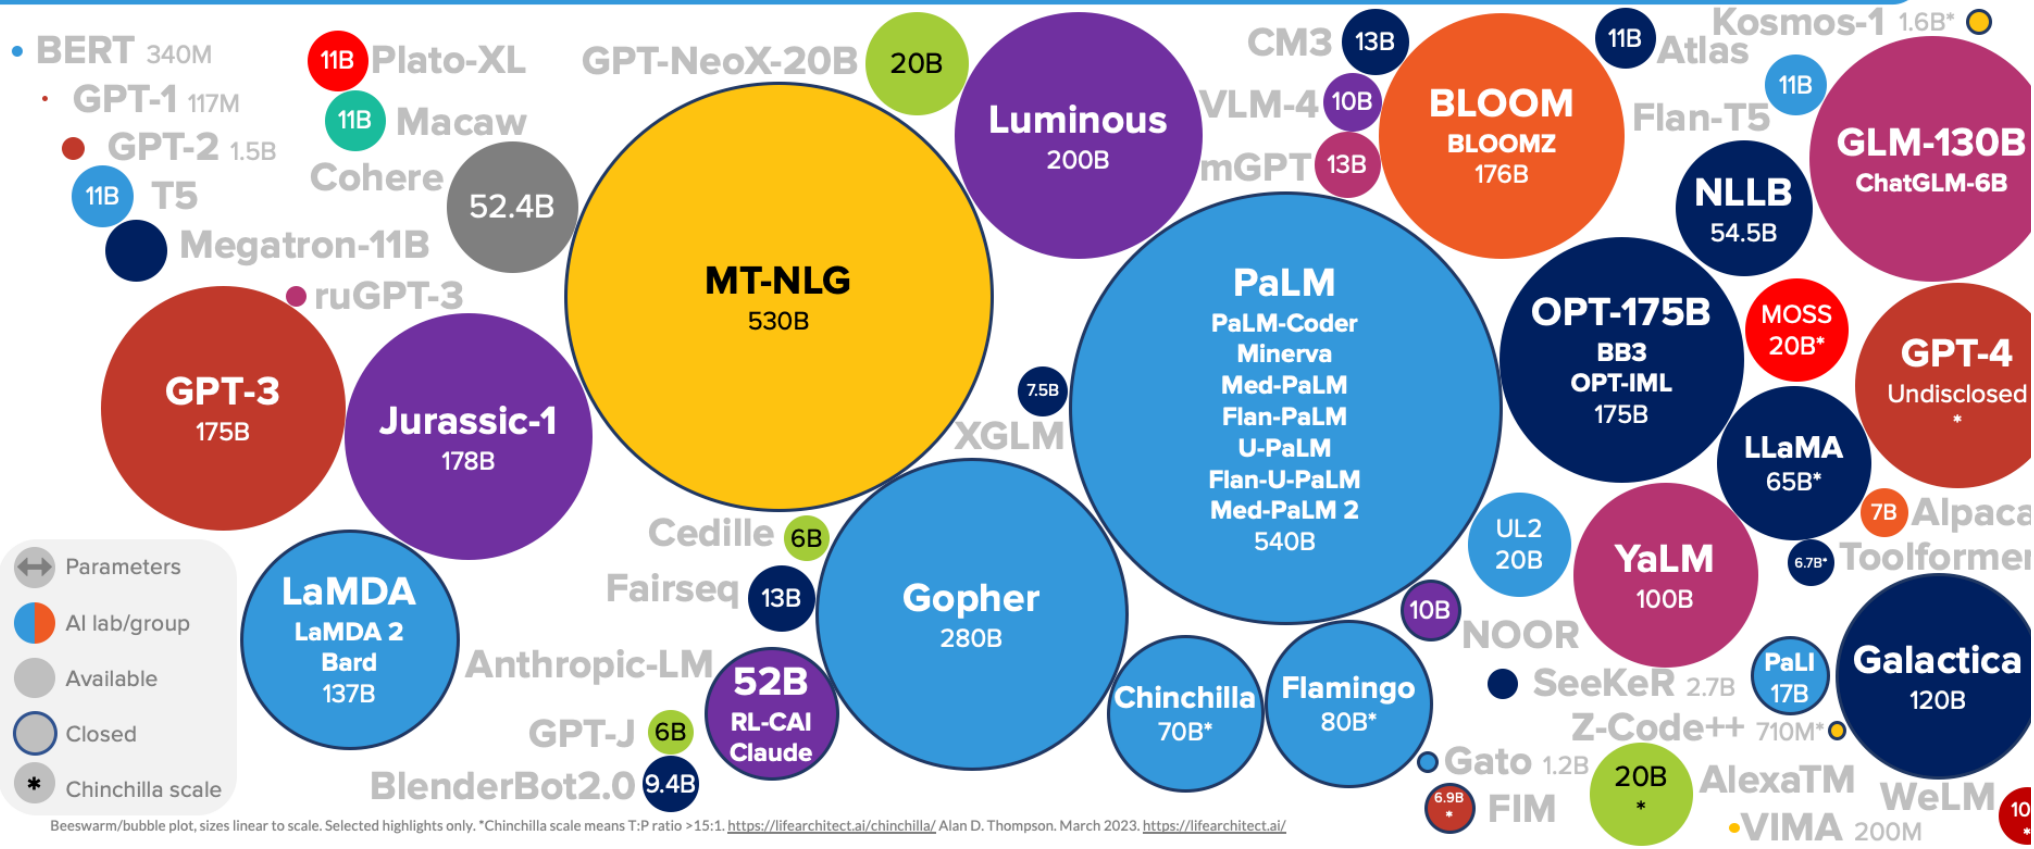 BERT 340M
GPT-1 117M
GPT-2 1.5B
11B T5
Megatron-11B
ruGPT-3
11B Plato-XL
11B Macaw
Cohere
52.4B
GPT-NeoX-20B 20B
MT-NLG
530B
Luminous
200B
CM3 13B
VLM-4 10B
mGPT 13B
BLOOM
BLOOMZ
176B
11B Atlas
Kosmos-1 1.6B*
11B
Flan-T5
GLM-130B
ChatGLM-6B
NLLB
54.5B
GPT-3
175B
Jurassic-1
178B
7.5B
XGLM
PaLM
PaLM-Coder
Minerva
Med-PaLM
Flan-PaLM
U-PaLM
Flan-U-PaLM
Med-PaLM 2
540B
OPT-175B
BB3
OPT-IML
175B
MOSS
20B*
GPT-4
Undisclosed
*
LLaMA
65B*
7B Alpaca
6.7B* Toolformer
UL2
20B
YaLM
100B
Cedille 6B
Fairseq 13B
Gopher
280B
LaMDA
LaMDA 2
Bard
137B
Anthropic-LM
52B
RL-CAI
Claude
GPT-J 6B
BlenderBot2.0 9.4B
Chinchilla
70B*
Flamingo
80B*
10B
NOOR
SeeKeR 2.7B
PaLI
17B
Galactica
120B
Z-Code++ 710M*
Gato 1.2B
6.9B
*
FIM
20B
*
AlexaTM
VIMA 200M
WeLM
10
*
Parameters
AI lab/group
Available
Closed
* Chinchilla scale
Beeswarm/bubble plot, sizes linear to scale. Selected highlights only. *Chinchilla scale means T:P ratio >15:1. https://lifearchitect.ai/chinchilla/ Alan D. Thompson. March 2023. https://lifearchitect.ai/